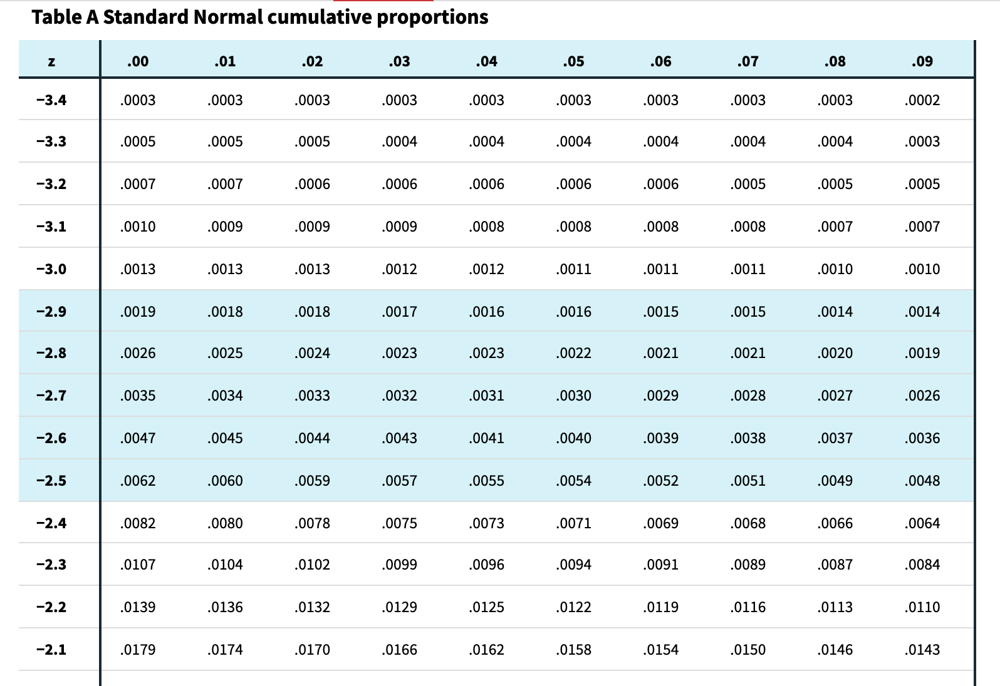 Table A Standard Normal cumulative proportions
z .00 .01 .02 .03 .04 .05 .06 .07 .08 .09
−3.4 .0003 .0003 .0003 .0003 .0003 .0003 .0003 .0003 .0003 .0002
−3.3 .0005 .0005 .0005 .0004 .0004 .0004 .0004 .0004 .0004 .0003
−3.2 .0007 .0007 .0006 .0006 .0006 .0006 .0006 .0005 .0005 .0005
−3.1 .0010 .0009 .0009 .0009 .0008 .0008 .0008 .0008 .0007 .0007
−3.0 .0013 .0013 .0013 .0012 .0012 .0011 .0011 .0011 .0010 .0010
−2.9 .0019 .0018 .0018 .0017 .0016 .0016 .0015 .0015 .0014 .0014
−2.8 .0026 .0025 .0024 .0023 .0023 .0022 .0021 .0021 .0020 .0019
−2.7 .0035 .0034 .0033 .0032 .0031 .0030 .0029 .0028 .0027 .0026
−2.6 .0047 .0045 .0044 .0043 .0041 .0040 .0039 .0038 .0037 .0036
−2.5 .0062 .0060 .0059 .0057 .0055 .0054 .0052 .0051 .0049 .0048
−2.4 .0082 .0080 .0078 .0075 .0073 .0071 .0069 .0068 .0066 .0064
−2.3 .0107 .0104 .0102 .0099 .0096 .0094 .0091 .0089 .0087 .0084
−2.2 .0139 .0136 .0132 .0129 .0125 .0122 .0119 .0116 .0113 .0110
−2.1 .0179 .0174 .0170 .0166 .0162 .0158 .0154 .0150 .0146 .0143